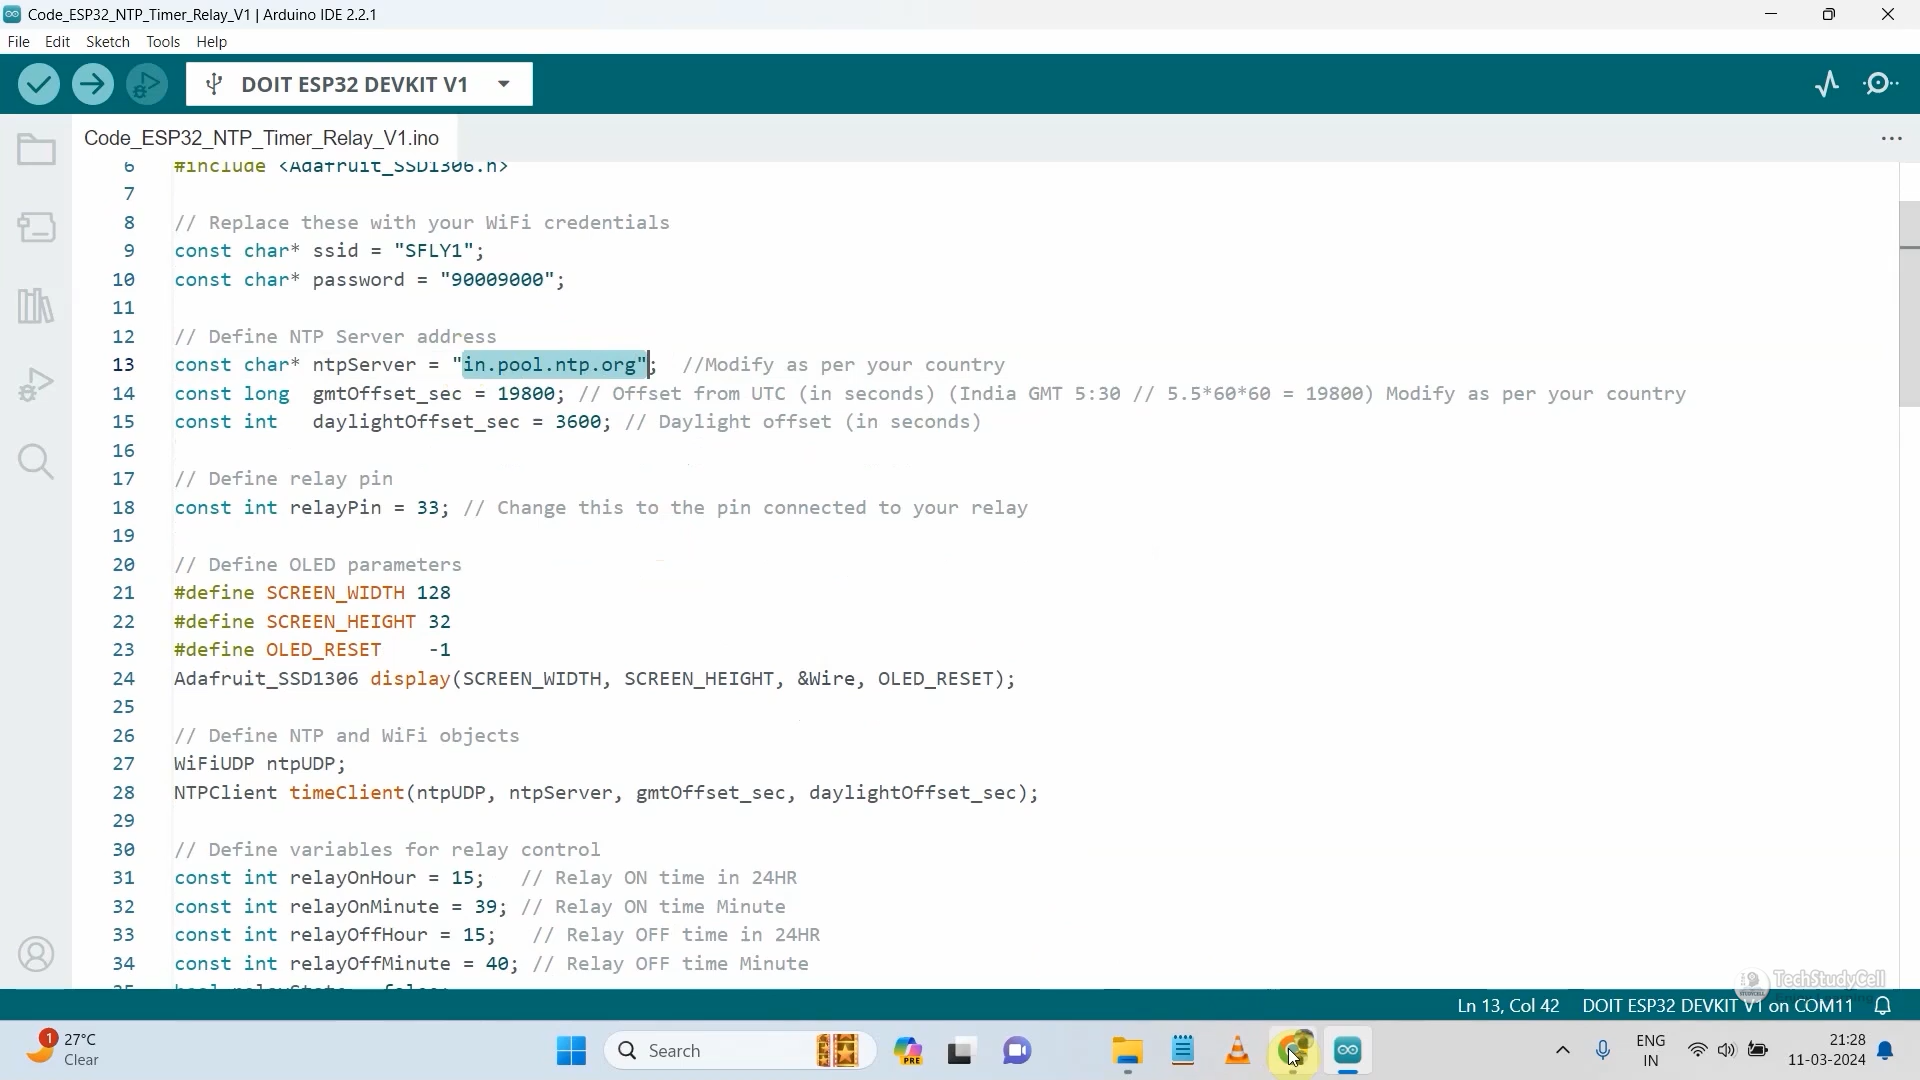 Code_ESP32_NTP_Timer_Relay_V1 | Arduino IDE 2.2.1
File Edit Sketch Tools Help
DOIT ESP32 DEVKIT V1
Code_ESP32_NTP_Timer_Relay_V1.ino
6 #include <Adafruit_SSD1306.h>
7
8 // Replace these with your WiFi credentials
9 const char* ssid = "SFLY1";
10 const char* password = "90009000";
11
12 // Define NTP Server address
13 const char* ntpServer = "in.pool.ntp.org"; //Modify as per your country
14 const long gmtOffset_sec = 19800; // Offset from UTC (in seconds) (India GMT 5:30 // 5.5*60*60 = 19800) Modify as per your country
15 const int daylightOffset_sec = 3600; // Daylight offset (in seconds)
16
17 // Define relay pin
18 const int relayPin = 33; // Change this to the pin connected to your relay
19
20 // Define OLED parameters
21 #define SCREEN_WIDTH 128
22 #define SCREEN_HEIGHT 32
23 #define OLED_RESET -1
24 Adafruit_SSD1306 display(SCREEN_WIDTH, SCREEN_HEIGHT, &Wire, OLED_RESET);
25
26 // Define NTP and WiFi objects
27 WiFiUDP ntpUDP;
28 NTPClient timeClient(ntpUDP, ntpServer, gmtOffset_sec, daylightOffset_sec);
29
30 // Define variables for relay control
31 const int relayOnHour = 15; // Relay ON time in 24HR
32 const int relayOnMinute = 39; // Relay ON time Minute
33 const int relayOffHour = 15; // Relay OFF time in 24HR
34 const int relayOffMinute = 40; // Relay OFF time Minute
TechStudyCell
Ln 13, Col 42 DOIT ESP32 DEVKIT V1 on COM11
1 27°C
Clear
Search
PRE
ENG
IN
21:28
11-03-2024